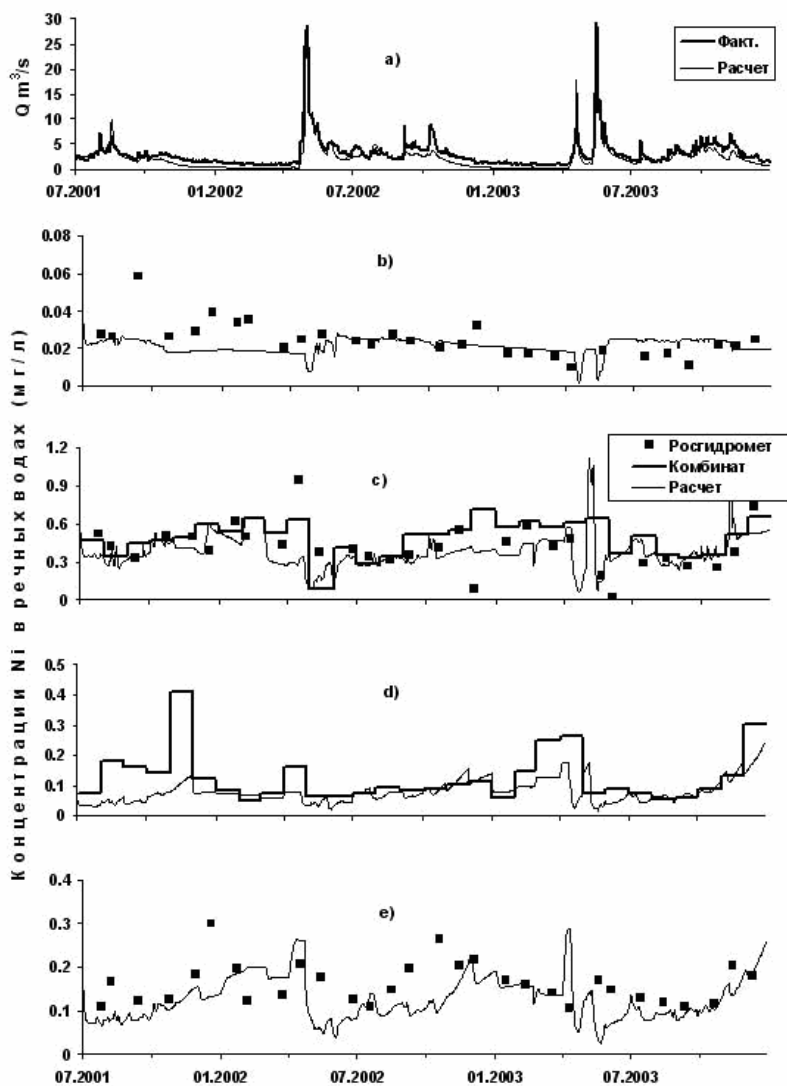 30
25
20
15
10
5
0
Q m³/s
a)
Факт.
Расчет
07.2001 01.2002 07.2002 01.2003 07.2003
Концентрации Ni в речных водах (мг/л)
0.08
0.06
0.04
0.02
0
b)
1.2
0.9
0.6
0.3
0
c)
Росгидромет
Комбинат
Расчет
0.5
0.4
0.3
0.2
0.1
0
d)
0.4
0.3
0.2
0.1
0
e)
07.2001 01.2002 07.2002 01.2003 07.2003